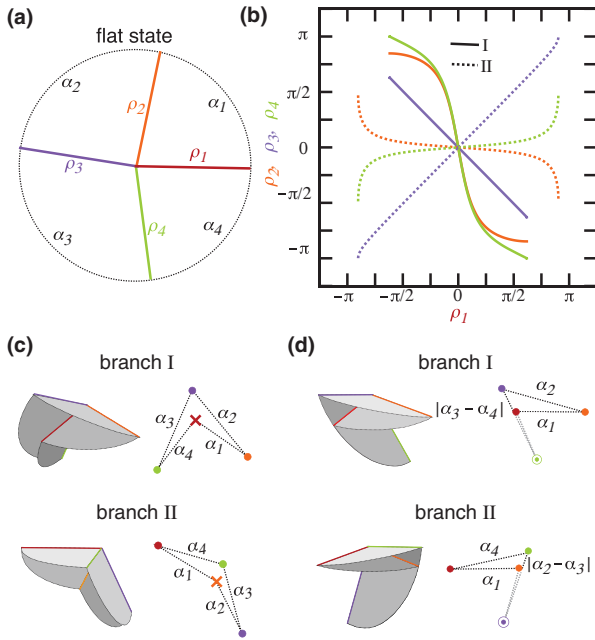 (a)
flat state
α2
α1
ρ2
ρ1
ρ3
ρ4
α3
α4
(b)
ρ2, ρ3, ρ4
π
π/2
0
−π/2
−π
I
II
−π
−π/2
0
π/2
π
ρ1
(c)
branch I
α3
α2
α4
α1
branch II
α4
α1
α3
α2
(d)
branch I
α2
|α3−α4|
α1
branch II
α4
|α2−α3|
α1